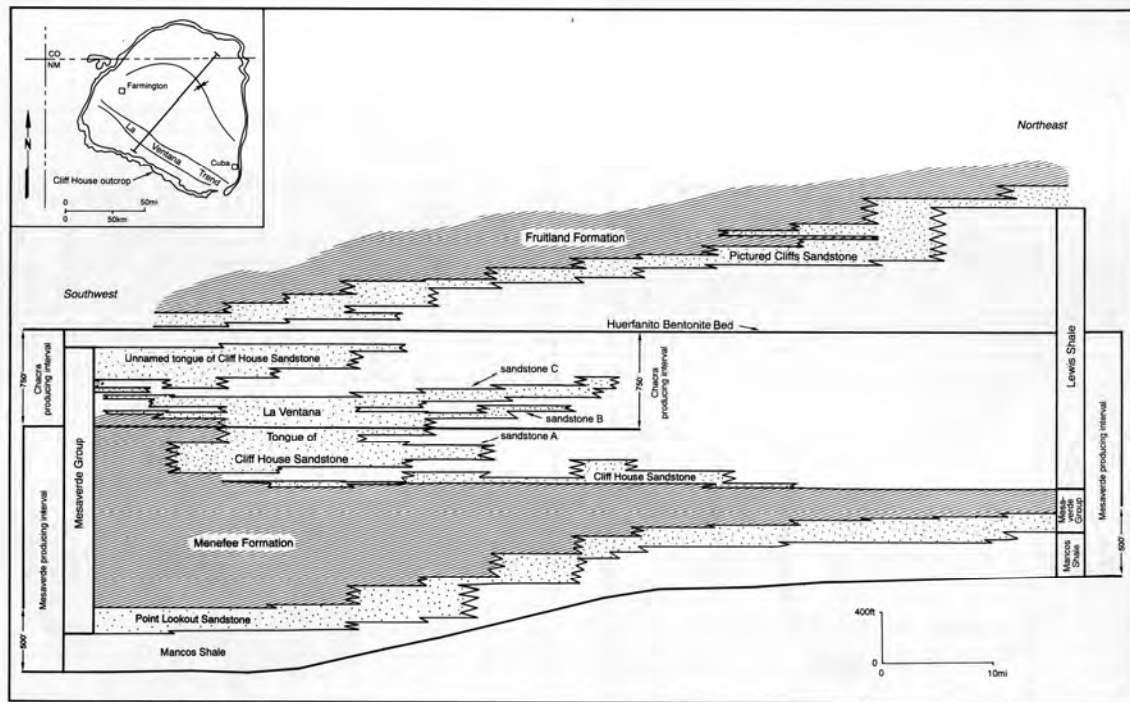 CO
NM
Farmington
N
La
Ventana
Trend
Cuba
Cliff House outcrop
0 50mi
0 50km
Northeast
Fruitland Formation
Pictured Cliffs Sandstone
Southwest
Huerfanito Bentonite Bed
Unnamed tongue of Cliff House Sandstone
sandstone C
La Ventana
sandstone B
sandstone A
Tongue of
Cliff House Sandstone
Cliff House Sandstone
Menefee Formation
Point Lookout Sandstone
Mancos Shale
750'
Chacra
producing interval
Mesaverde producing interval
500'
Mesaverde Group
750'
Chacra
producing interval
Lewis Shale
Mesa-
verde
Group
Mancos
Shale
Mesaverde producing interval
500'
400ft
0
0 10mi